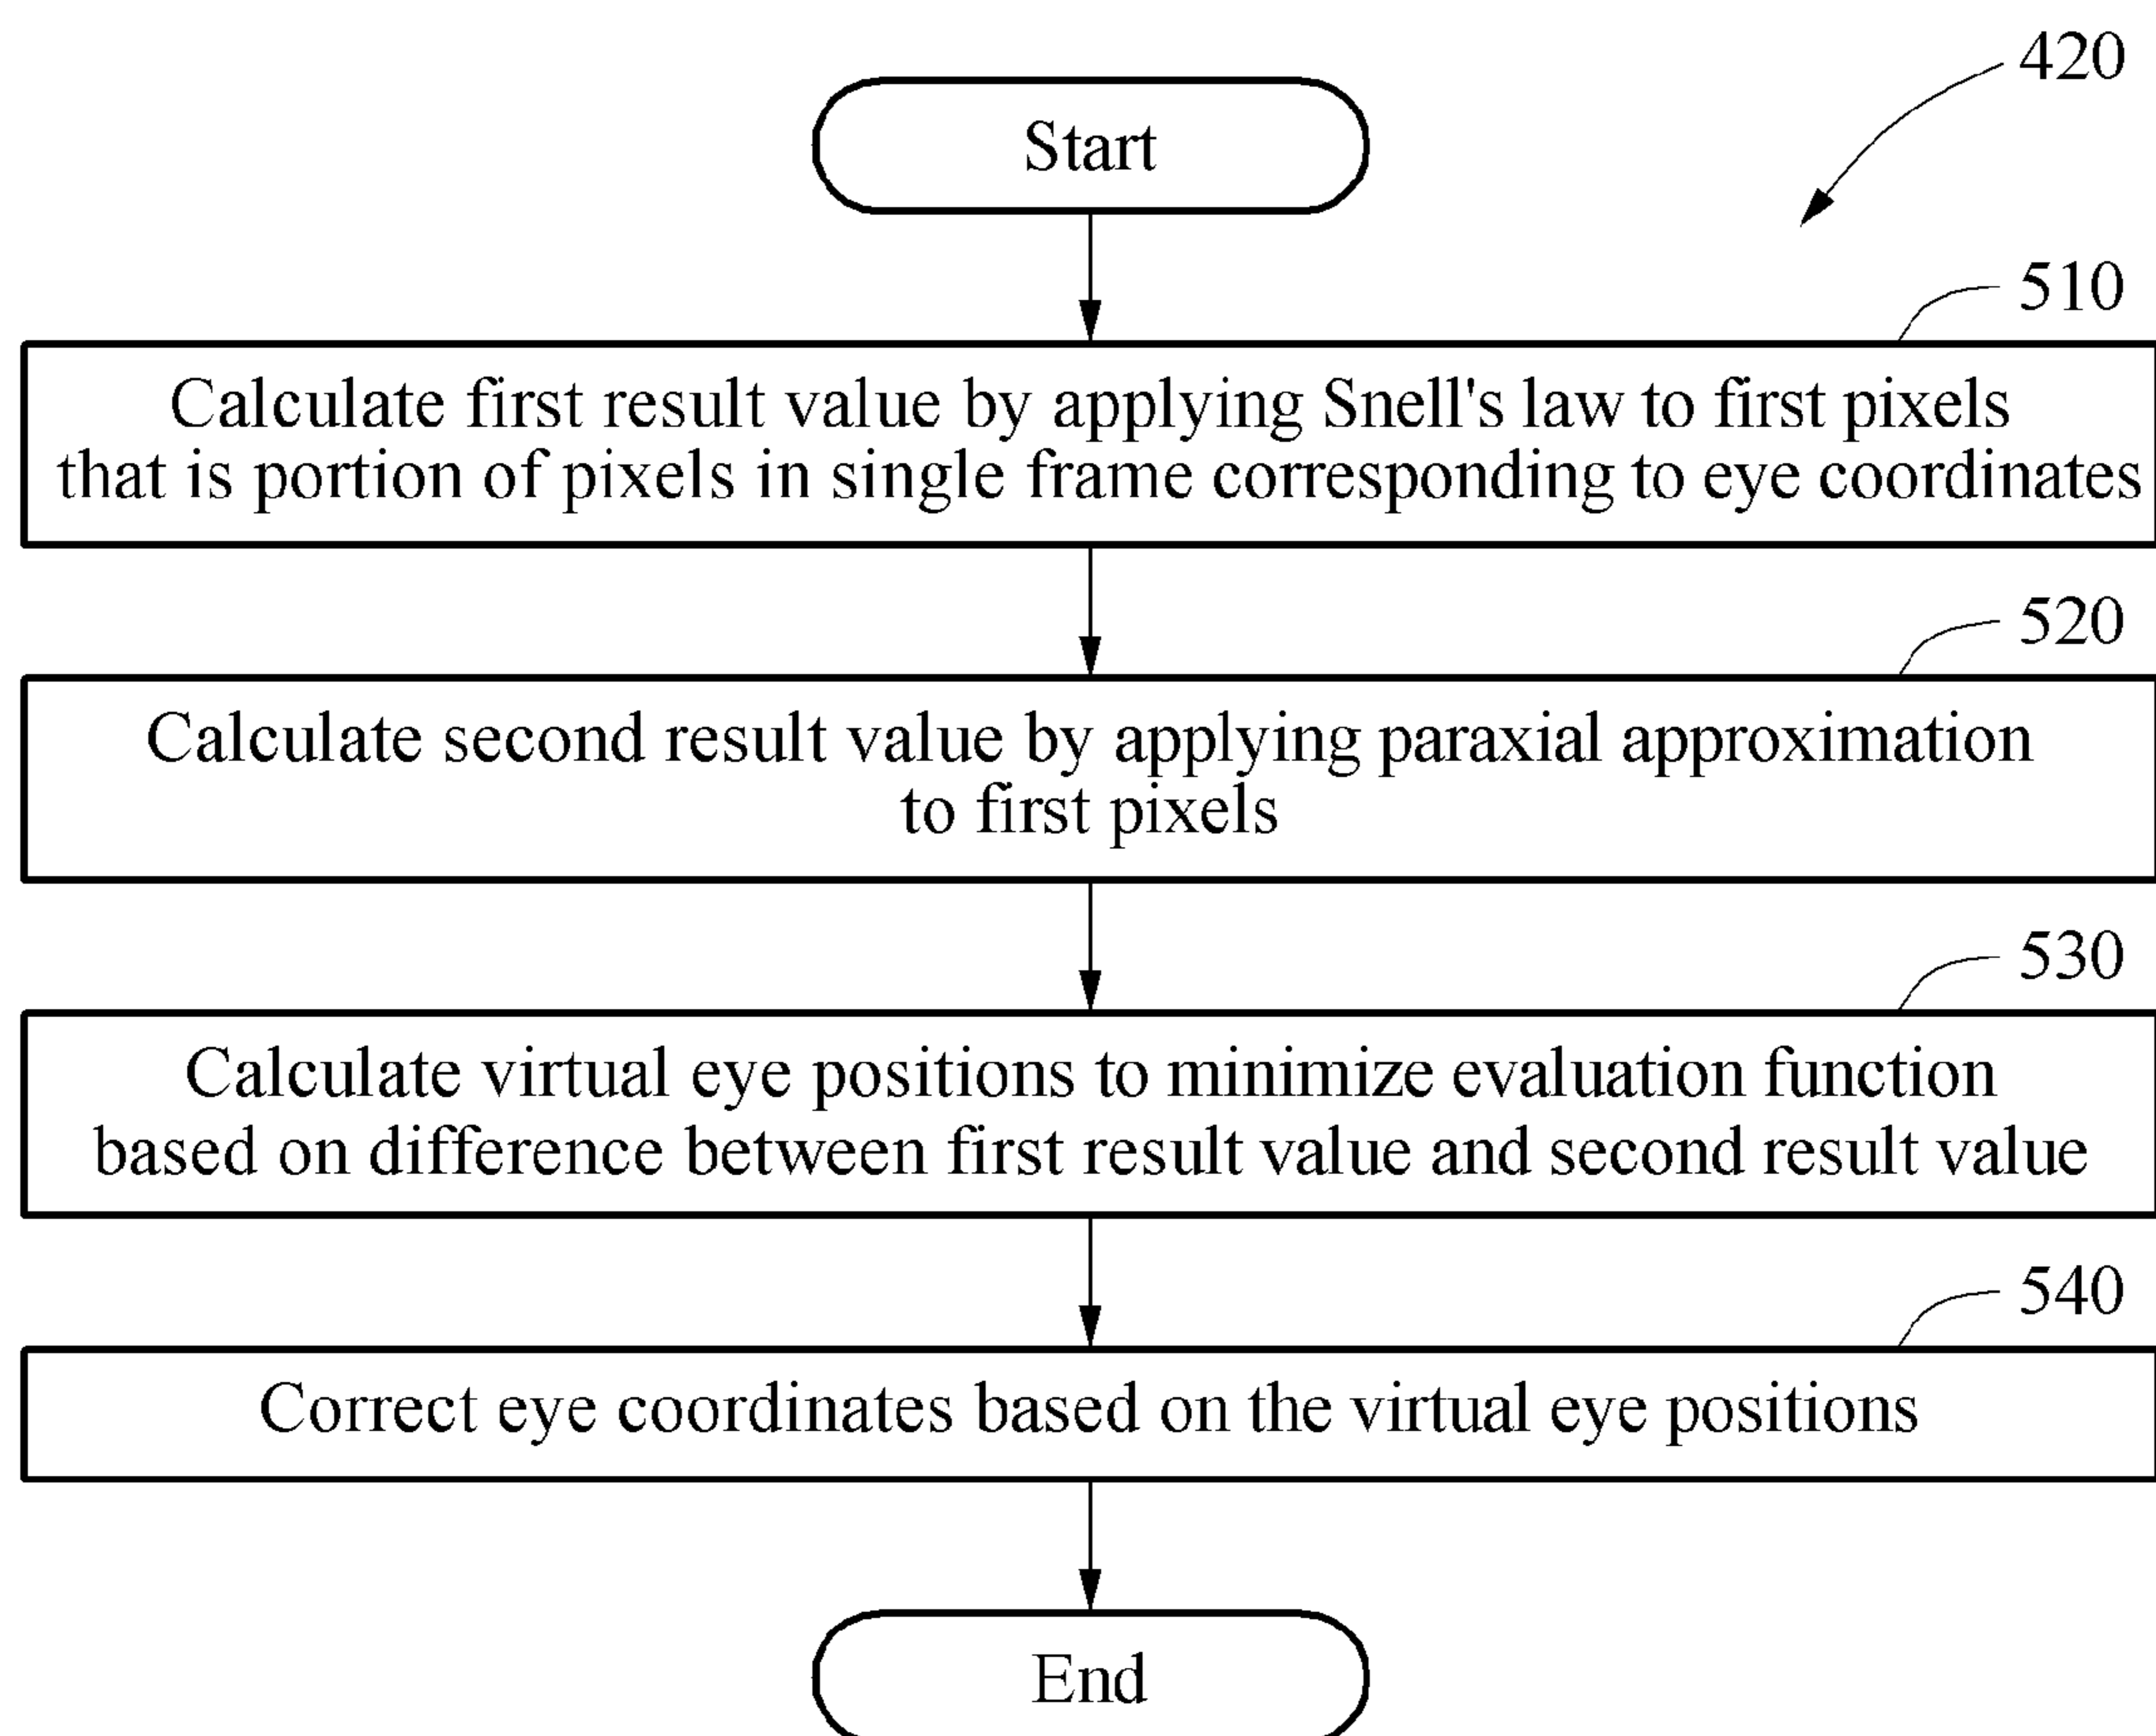 420
Start
510
Calculate first result value by applying Snell's law to first pixels
that is portion of pixels in single frame corresponding to eye coordinates
520
Calculate second result value by applying paraxial approximation
to first pixels
530
Calculate virtual eye positions to minimize evaluation function
based on difference between first result value and second result value
540
Correct eye coordinates based on the virtual eye positions
End